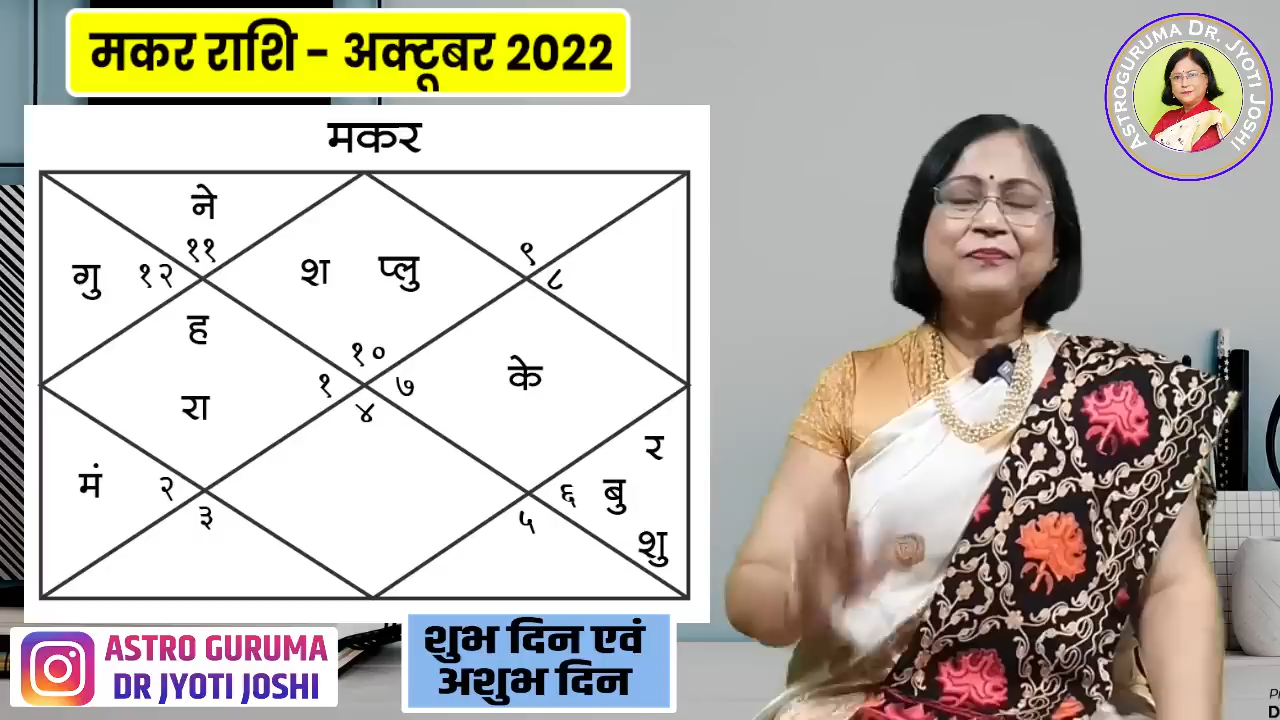 मकर राशि - अक्टूबर 2022
ASTROGURUMA DR. JYOTI JOSHI
मकर
ने
११
गु १२
श प्लु
९
८
ह
रा
१०
१ ७
४
के
मं २
३
र
६ बु
५
शु
ASTRO GURUMA
DR JYOTI JOSHI
शुभ दिन एवं
अशुभ दिन